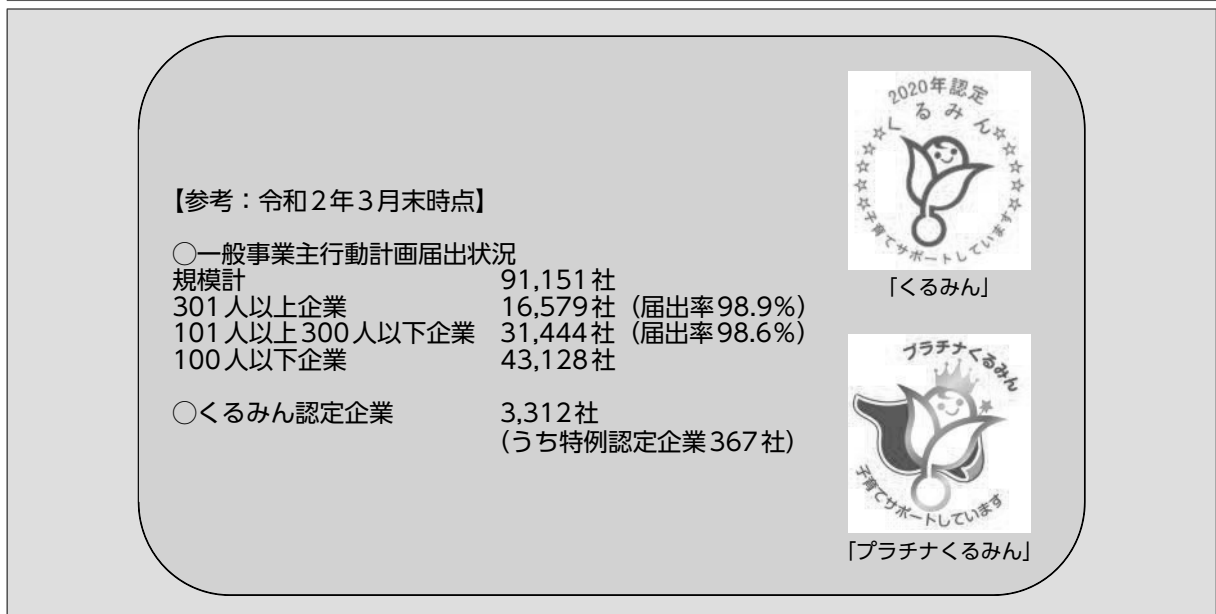 【参考：令和2年3月末時点】
○一般事業主行動計画届出状況
規模計 91,151社
301人以上企業 16,579社（届出率98.9%）
101人以上300人以下企業 31,444社（届出率98.6%）
100人以下企業 43,128社
○くるみん認定企業 3,312社
（うち特例認定企業367社）
2020年認定
くるみん
☆☆☆☆☆☆子育てサポートしています☆☆☆☆☆☆
「くるみん」
プラチナくるみん
子育てサポートしています
「プラチナくるみん」